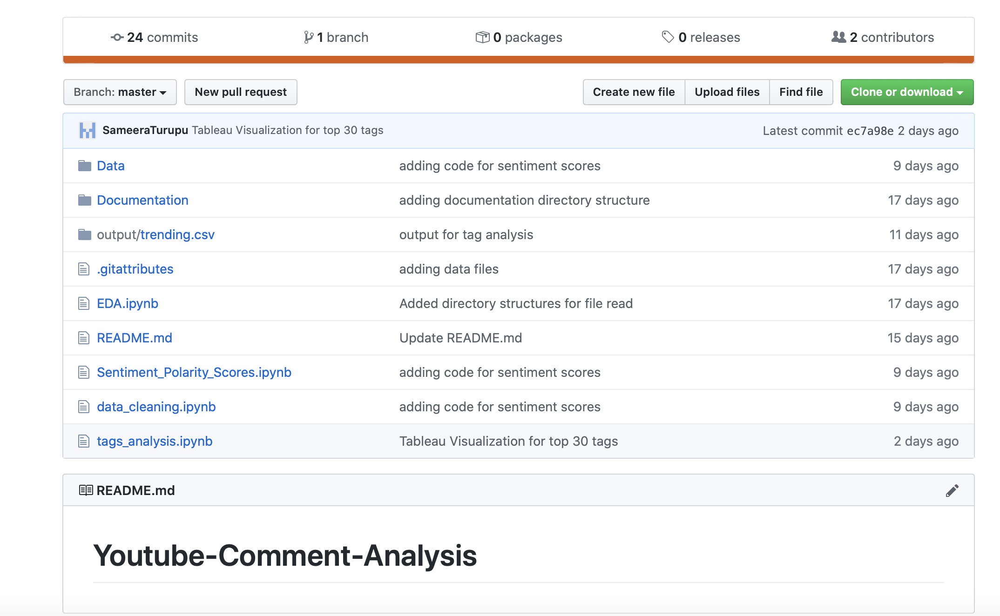 24 commits 1 branch 0 packages 0 releases 2 contributors
Branch: master New pull request Create new file Upload files Find file Clone or download
SameeraTurupu Tableau Visualization for top 30 tags Latest commit ec7a98e 2 days ago
Data adding code for sentiment scores 9 days ago
Documentation adding documentation directory structure 17 days ago
output/trending.csv output for tag analysis 11 days ago
.gitattributes adding data files 17 days ago
EDA.ipynb Added directory structures for file read 17 days ago
README.md Update README.md 15 days ago
Sentiment_Polarity_Scores.ipynb adding code for sentiment scores 9 days ago
data_cleaning.ipynb adding code for sentiment scores 9 days ago
tags_analysis.ipynb Tableau Visualization for top 30 tags 2 days ago
README.md
Youtube-Comment-Analysis